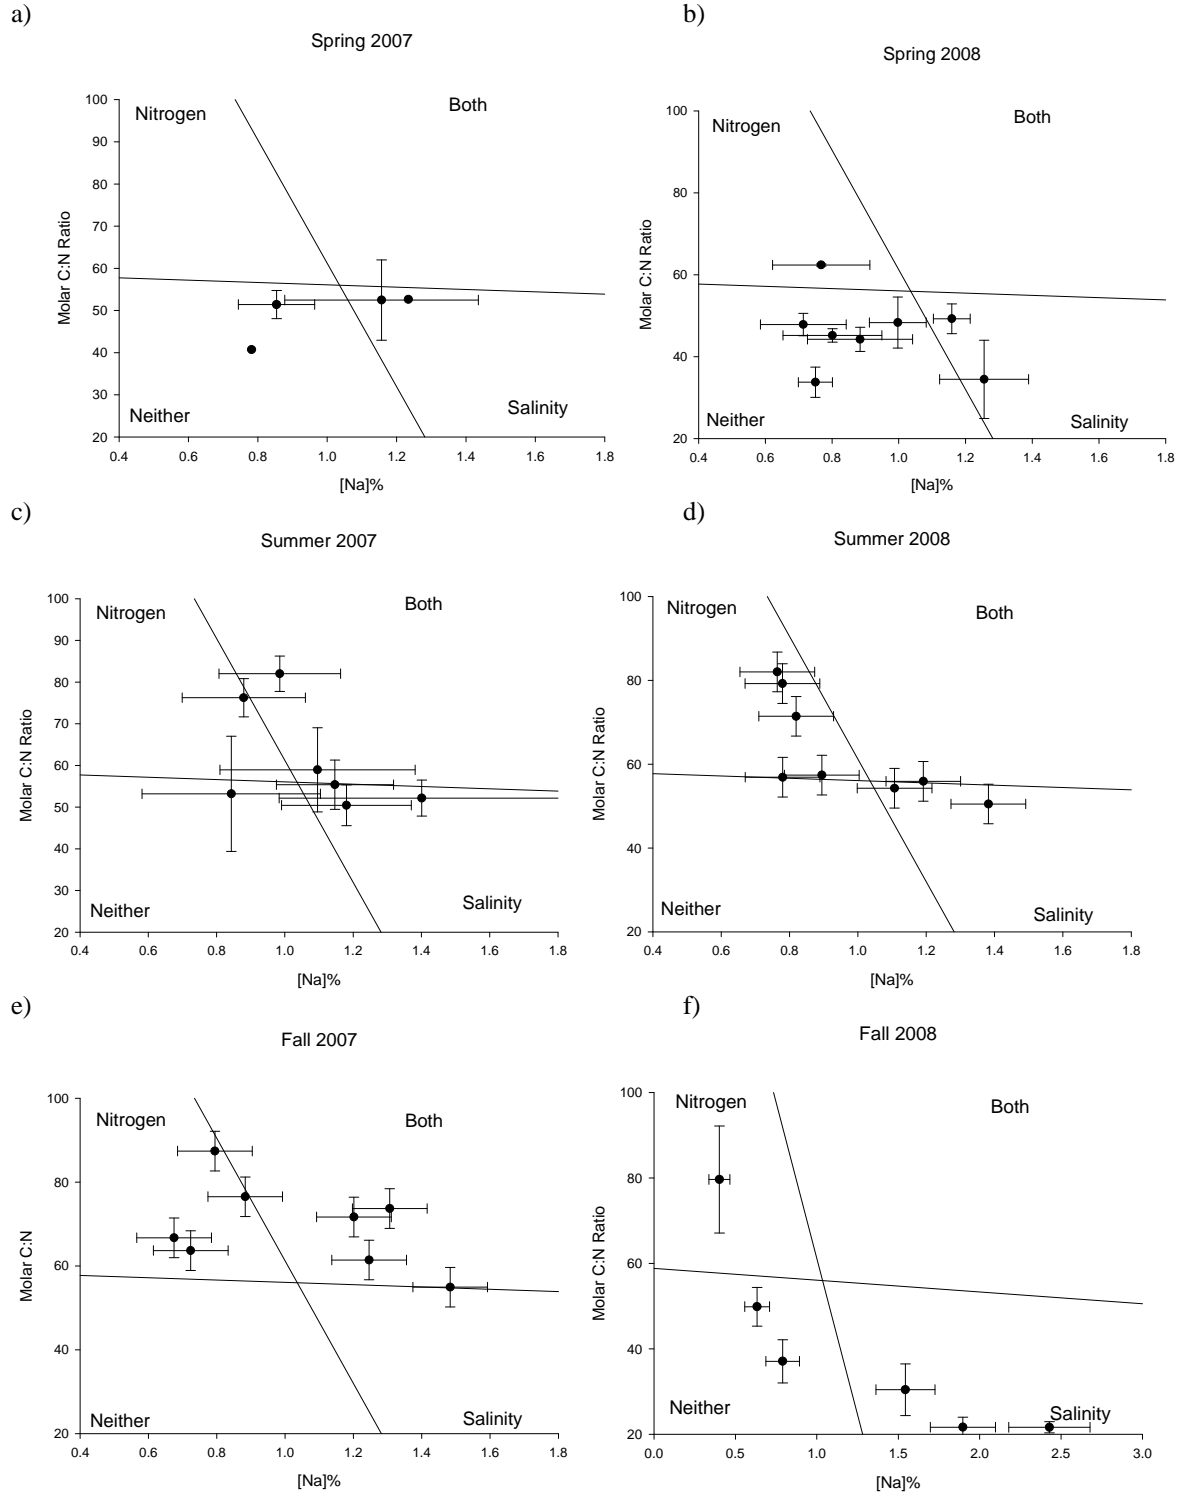 a)
Spring 2007
Molar C:N Ratio
100
90
80
70
60
50
40
30
20
Nitrogen
Both
Neither
Salinity
0.4 0.6 0.8 1.0 1.2 1.4 1.6 1.8
[Na]%
b)
Spring 2008
Molar C:N Ratio
100
80
60
40
20
Nitrogen
Both
Neither
Salinity
0.4 0.6 0.8 1.0 1.2 1.4 1.6 1.8
[Na]%
c)
Summer 2007
Molar C:N Ratio
100
90
80
70
60
50
40
30
20
Nitrogen
Both
Neither
Salinity
0.4 0.6 0.8 1.0 1.2 1.4 1.6 1.8
[Na]%
d)
Summer 2008
Molar C:N Ratio
100
80
60
40
20
Nitrogen
Both
Neither
Salinity
0.4 0.6 0.8 1.0 1.2 1.4 1.6 1.8
[Na]%
e)
Fall 2007
Molar C:N
100
80
60
40
20
Nitrogen
Both
Neither
Salinity
0.4 0.6 0.8 1.0 1.2 1.4 1.6 1.8
[Na]%
f)
Fall 2008
Molar C:N Ratio
100
80
60
40
20
Nitrogen
Both
Neither
Salinity
0.0 0.5 1.0 1.5 2.0 2.5 3.0
[Na]%